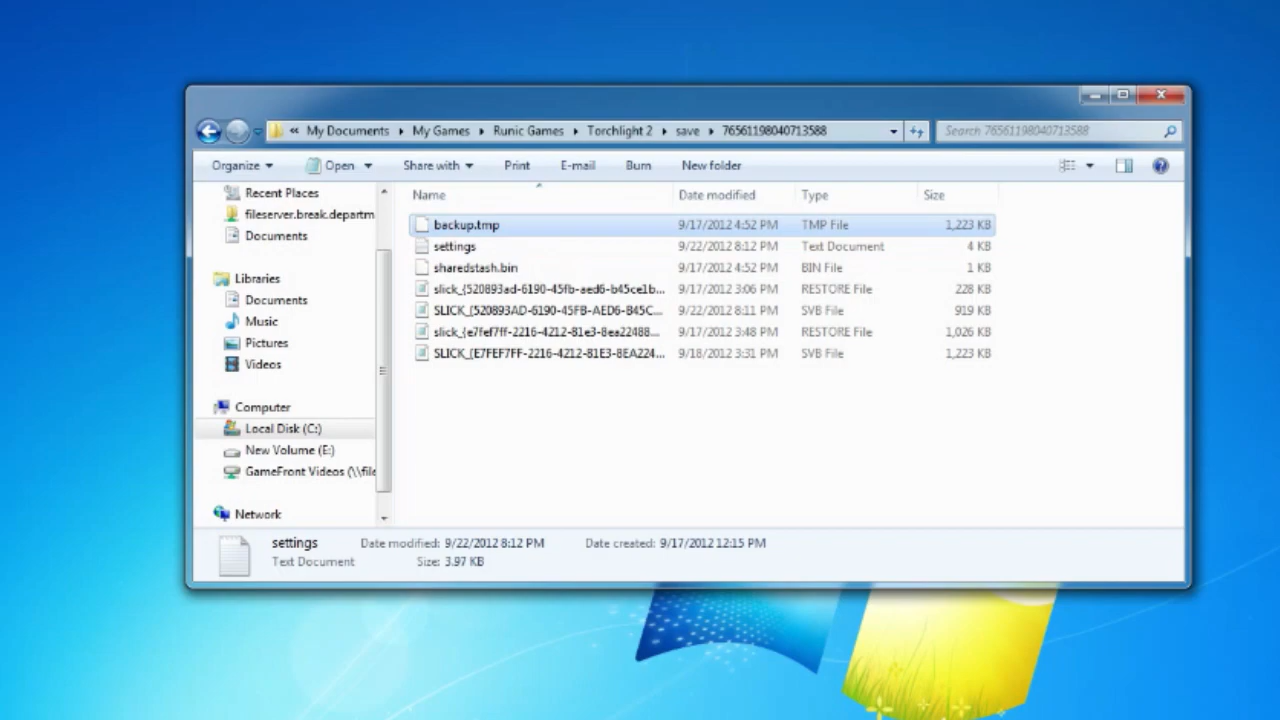 « My Documents My Games Runic Games Torchlight 2 save 76561198040713588
Search 76561198040713588
Organize Open Share with Print E-mail Burn New folder
Recent Places
fileserver.break.departm
Documents
Libraries
Documents
Music
Pictures
Videos
Computer
Local Disk (C:)
New Volume (E:)
GameFront Videos (\\file
Network
Name Date modified Type Size
backup.tmp 9/17/2012 4:52 PM TMP File 1,223 KB
settings 9/22/2012 8:12 PM Text Document 4 KB
sharedstash.bin 9/17/2012 4:52 PM BIN File 1 KB
slick_{520893ad-6190-45fb-aed6-b45ce1b... 9/17/2012 3:06 PM RESTORE File 228 KB
SLICK_{520893AD-6190-45FB-AED6-B45C... 9/22/2012 8:11 PM SVB File 919 KB
slick_{e7fef7ff-2216-4212-81e3-8ea22488... 9/17/2012 3:48 PM RESTORE File 1,026 KB
SLICK_{E7FEF7FF-2216-4212-81E3-8EA224... 9/18/2012 3:31 PM SVB File 1,223 KB
settings Date modified: 9/22/2012 8:12 PM Date created: 9/17/2012 12:15 PM
Text Document Size: 3.97 KB